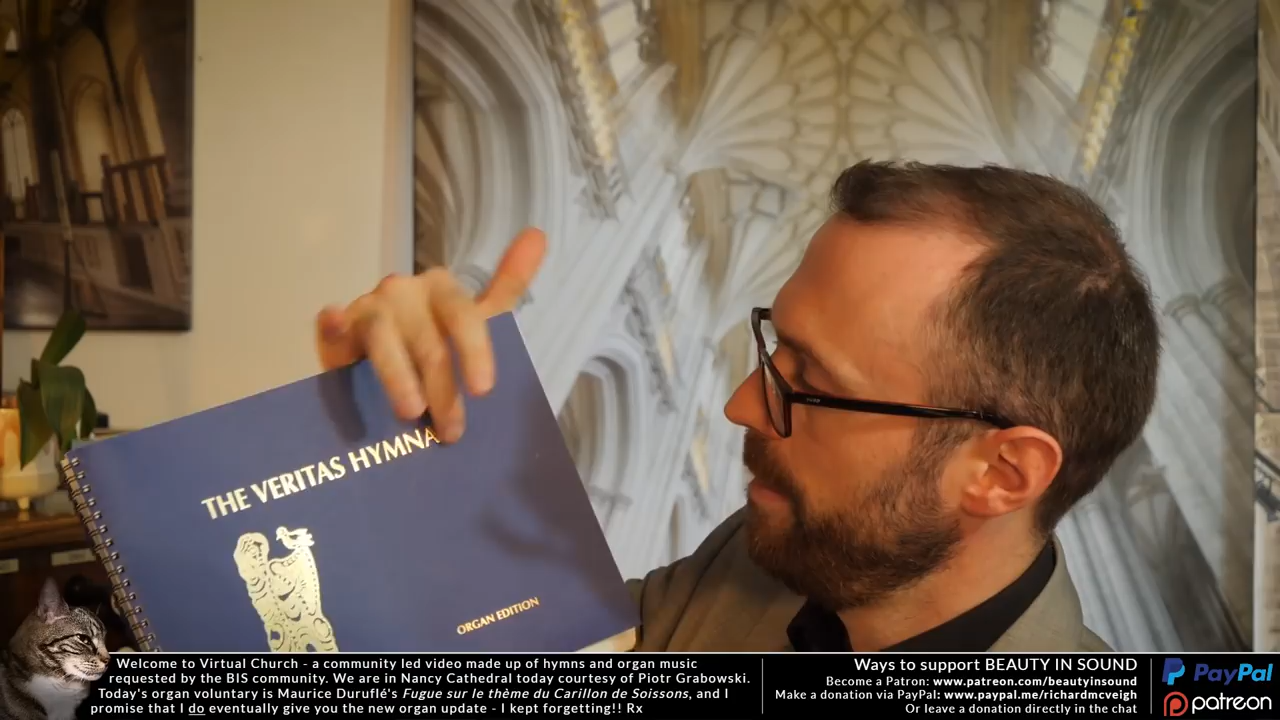 THE VERITAS HYMNA
ORGAN EDITION
Welcome to Virtual Church - a community led video made up of hymns and organ music
requested by the BIS community. We are in Nancy Cathedral today courtesy of Piotr Grabowski.
Today's organ voluntary is Maurice Duruflé's Fugue sur le thème du Carillon de Soissons, and I
promise that I do eventually give you the new organ update - I kept forgetting!! Rx
Ways to support BEAUTY IN SOUND
Become a Patron: www.patreon.com/beautyinsound
Make a donation via PayPal: www.paypal.me/richardmcveigh
Or leave a donation directly in the chat
PayPal
patreon